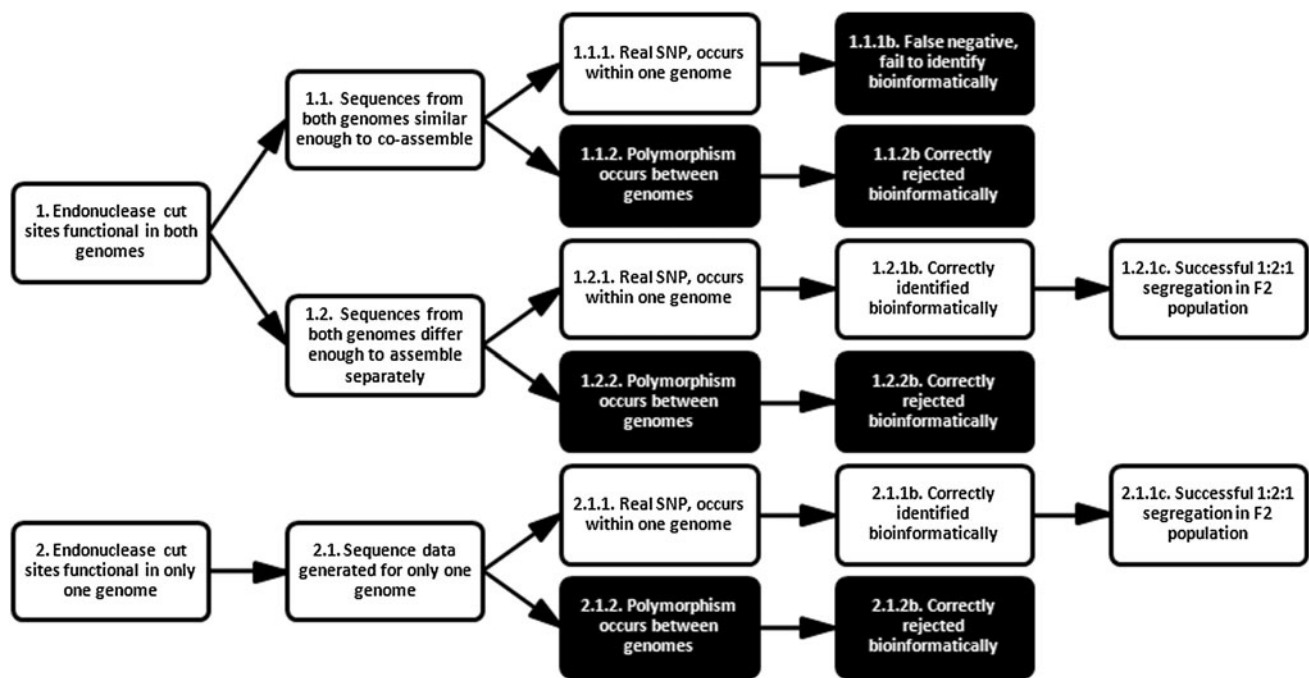 1. Endonuclease cut
sites functional in both
genomes
1.1. Sequences from
both genomes similar
enough to co-assemble
1.1.1. Real SNP, occurs
within one genome
1.1.1b. False negative,
fail to identify
bioinformatically
1.1.2. Polymorphism
occurs between
genomes
1.1.2b Correctly
rejected
bioinformatically
1.2. Sequences from
both genomes differ
enough to assemble
separately
1.2.1. Real SNP, occurs
within one genome
1.2.1b. Correctly
identified
bioinformatically
1.2.1c. Successful 1:2:1
segregation in F2
population
1.2.2. Polymorphism
occurs between
genomes
1.2.2b. Correctly
rejected
bioinformatically
2. Endonuclease cut
sites functional in only
one genome
2.1. Sequence data
generated for only one
genome
2.1.1. Real SNP, occurs
within one genome
2.1.1b. Correctly
identified
bioinformatically
2.1.1c. Successful 1:2:1
segregation in F2
population
2.1.2. Polymorphism
occurs between
genomes
2.1.2b. Correctly
rejected
bioinformatically